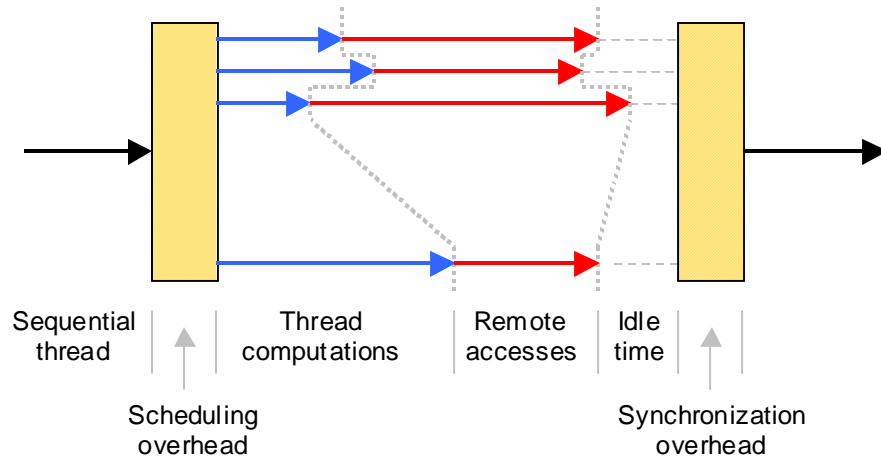 Sequential
thread
Thread
computations
Remote
accesses
Idle
time
Scheduling
overhead
Synchronization
overhead